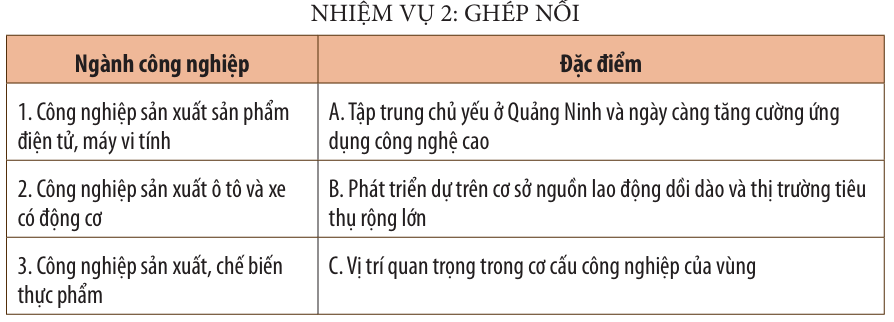 NHIỆM VỤ 2: GHÉP NỐI
Ngành công nghiệp
Đặc điểm
1. Công nghiệp sản xuất sản phẩm
điện tử, máy vi tính
A. Tập trung chủ yếu ở Quảng Ninh và ngày càng tăng cường ứng
dụng công nghệ cao
2. Công nghiệp sản xuất ô tô và xe
có động cơ
B. Phát triển dự trên cơ sở nguồn lao động dồi dào và thị trường tiêu
thụ rộng lớn
3. Công nghiệp sản xuất, chế biến
thực phẩm
C. Vị trí quan trọng trong cơ cấu công nghiệp của vùng